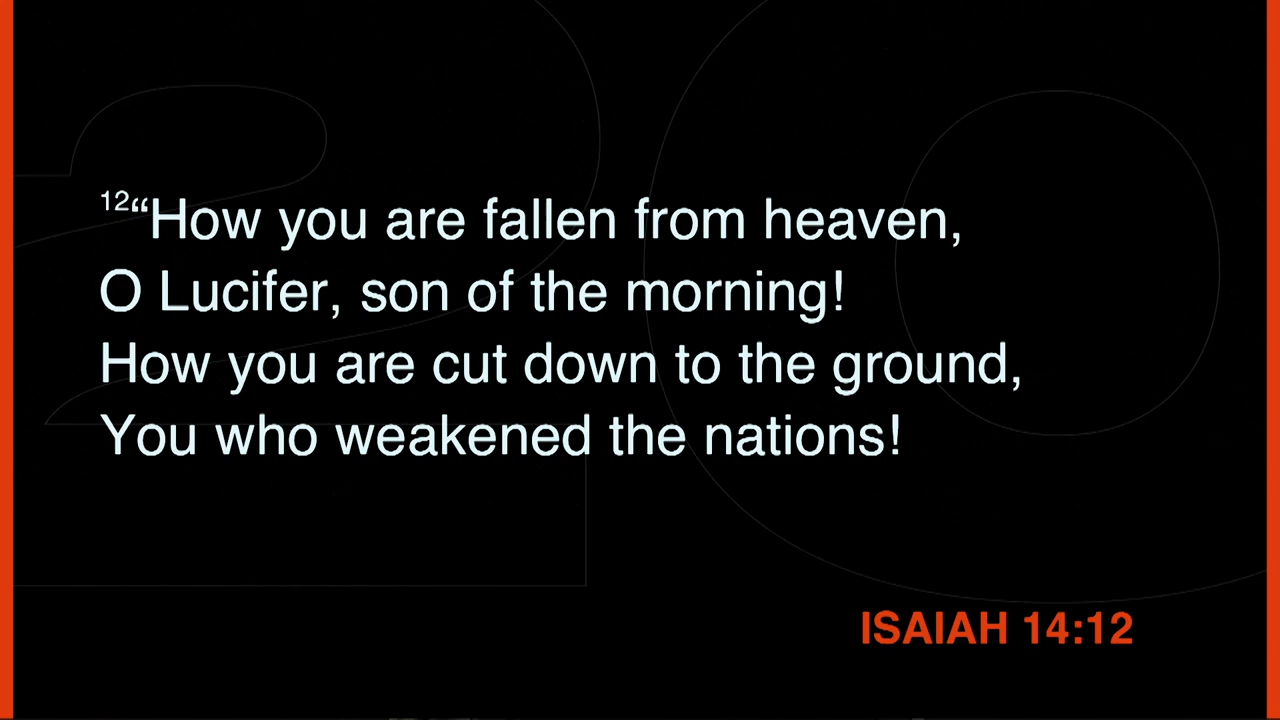 12“How you are fallen from heaven,
O Lucifer, son of the morning!
How you are cut down to the ground,
You who weakened the nations!
ISAIAH 14:12
20